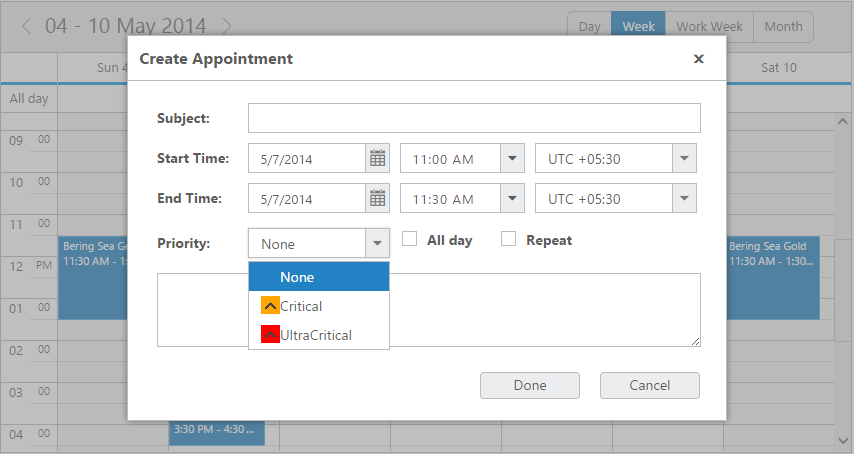 04 - 10 May 2014
Day Week Work Week Month
Sun 4
Sat 10
All day
Create Appointment
Subject:
Start Time: 5/7/2014 11:00 AM UTC +05:30
End Time: 5/7/2014 11:30 AM UTC +05:30
Priority: None All day Repeat
None
Critical
UltraCritical
Done Cancel
09 00
10 00
11 00
12 PM
01 00
02 00
03 00
04 00
Bering Sea Go
11:30 AM - 1:
Bering Sea Gold
11:30 AM - 1:30...
3:30 PM - 4:30 ...